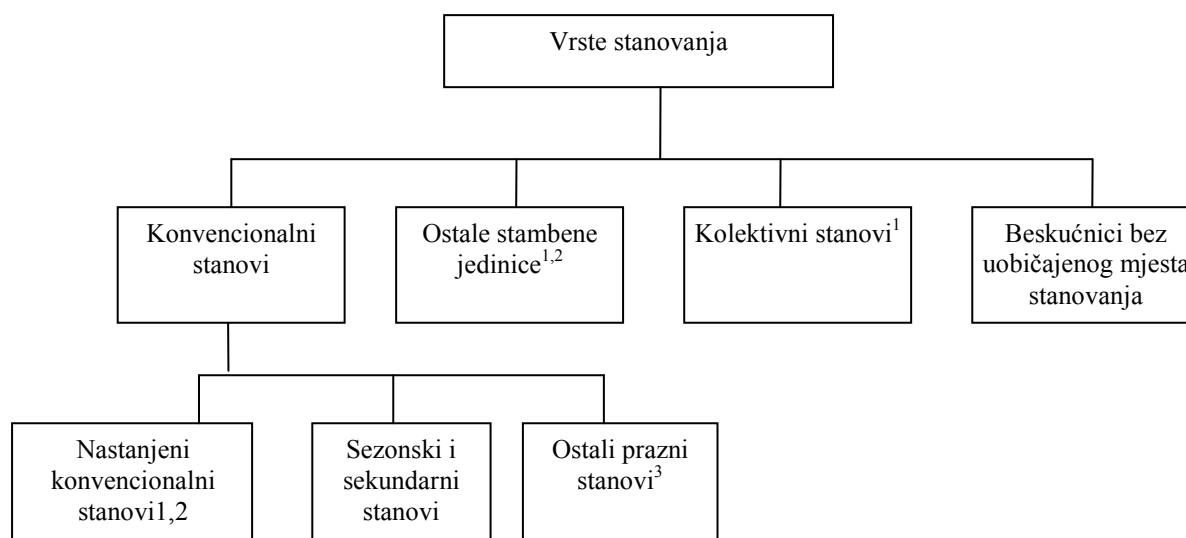 Vrste stanovanja
Konvencionalni
stanovi
Ostale stambene
jedinice¹,²
Kolektivni stanovi¹
Beskućnici bez
uobičajenog mjesta
stanovanja
Nastanjeni
konvencionalni
stanovi1,2
Sezonski i
sekundarni
stanovi
Ostali prazni
stanovi³